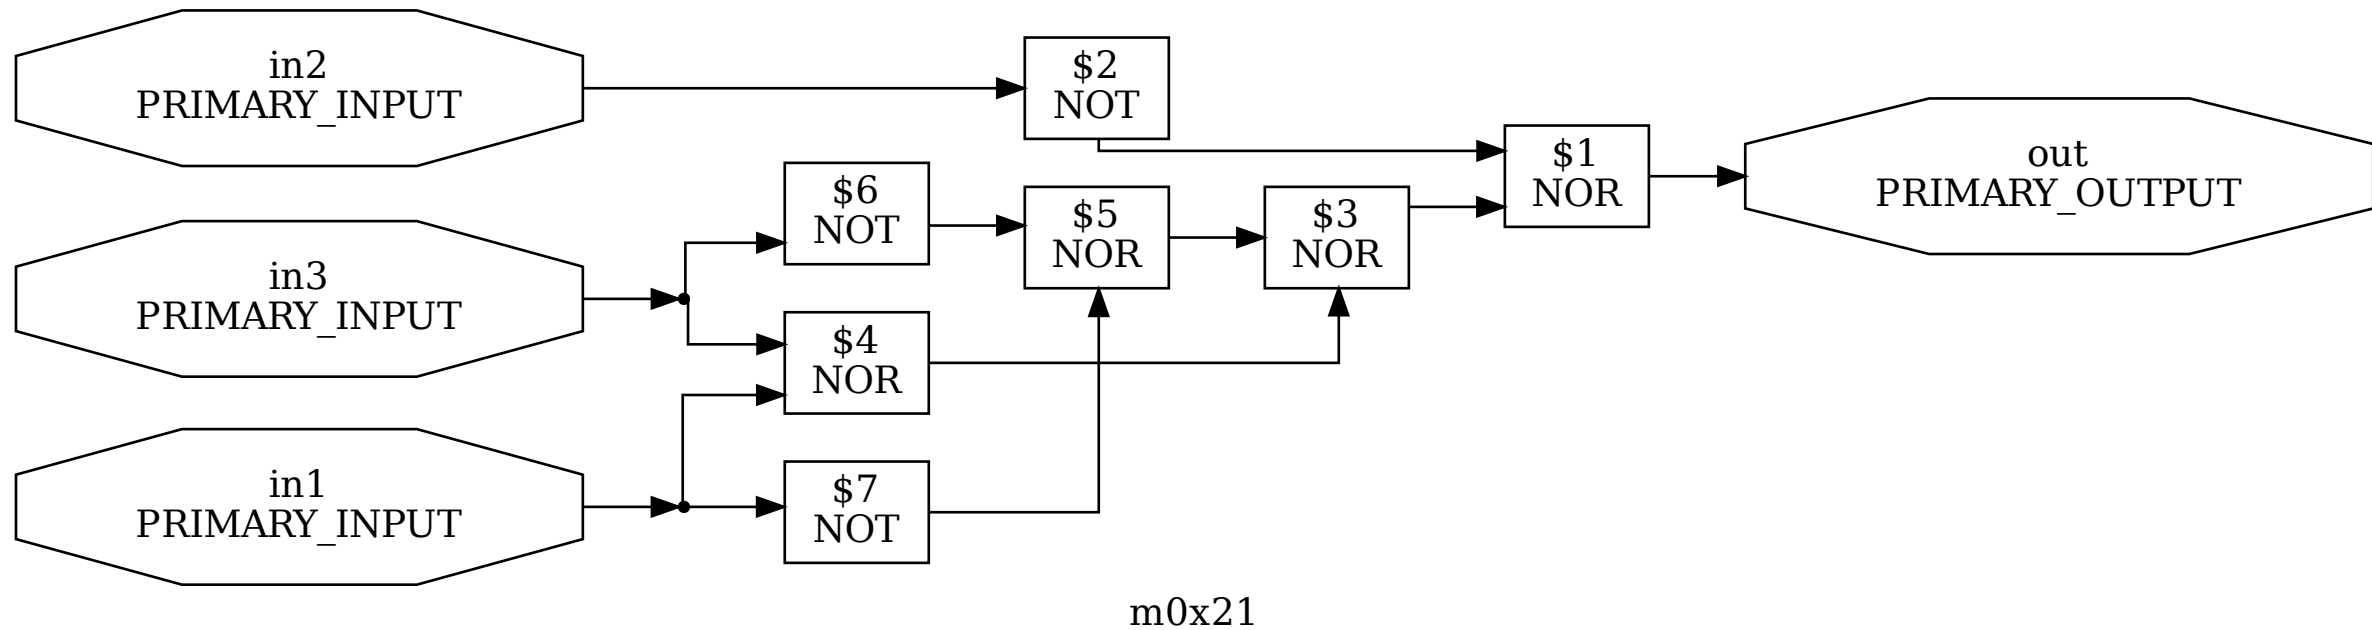 in2
PRIMARY_INPUT
$2
NOT
$1
NOR
out
PRIMARY_OUTPUT
$6
NOT
$5
NOR
$3
NOR
in3
PRIMARY_INPUT
$4
NOR
in1
PRIMARY_INPUT
$7
NOT
m0x21